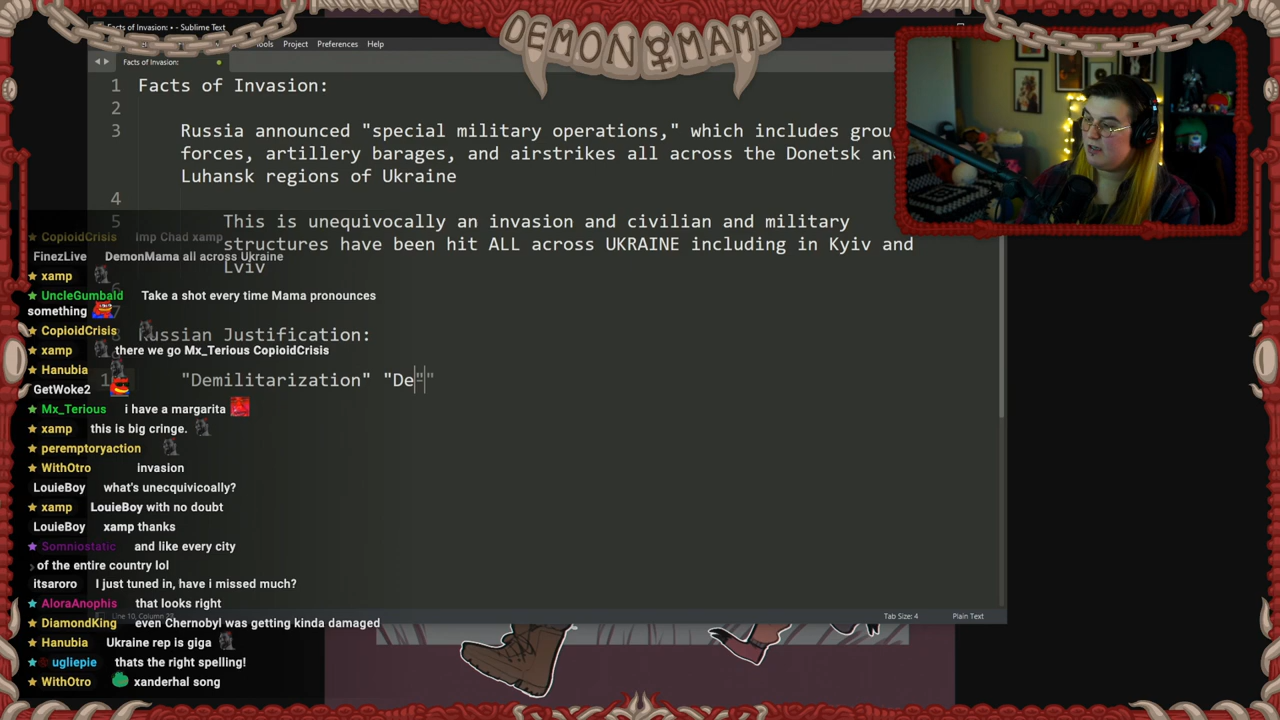 Facts of Invasion: • - Sublime Text
DEMON MAMA
Tools Project Preferences Help
Facts of Invasion:
1 Facts of Invasion:
2
3 Russia announced "special military operations," which includes
forces, artillery barages, and airstrikes all across the Donetsk
Luhansk regions of Ukraine
4
5 This is unequivocally an invasion and civilian and military
structures have been hit ALL across UKRAINE including in Kyiv and
Lviv
Russian Justification:
"Demilitarization" "De-"
CopioidCrisis Imp Chad xamp
FinezLive DemonMama all across Ukraine
xamp
UncleGumbald Take a shot every time Mama pronounces
something
CopioidCrisis
xamp there we go Mx_Terious CopioidCrisis
Hanubia
GetWoke2
Mx_Terious i have a margarita
xamp this is big cringe.
peremptoryaction
WithOtro invasion
LouieBoy what's unecquivicoally?
xamp LouieBoy with no doubt
LouieBoy xamp thanks
Somniostatic and like every city
of the entire country lol
itsaroro I just tuned in, have i missed much?
AloraAnophis that looks right
DiamondKing even Chernobyl was getting kinda damaged
Hanubia Ukraine rep is giga
ugliepie thats the right spelling!
WithOtro xanderhal song
Tab Size: 4 Plain Text